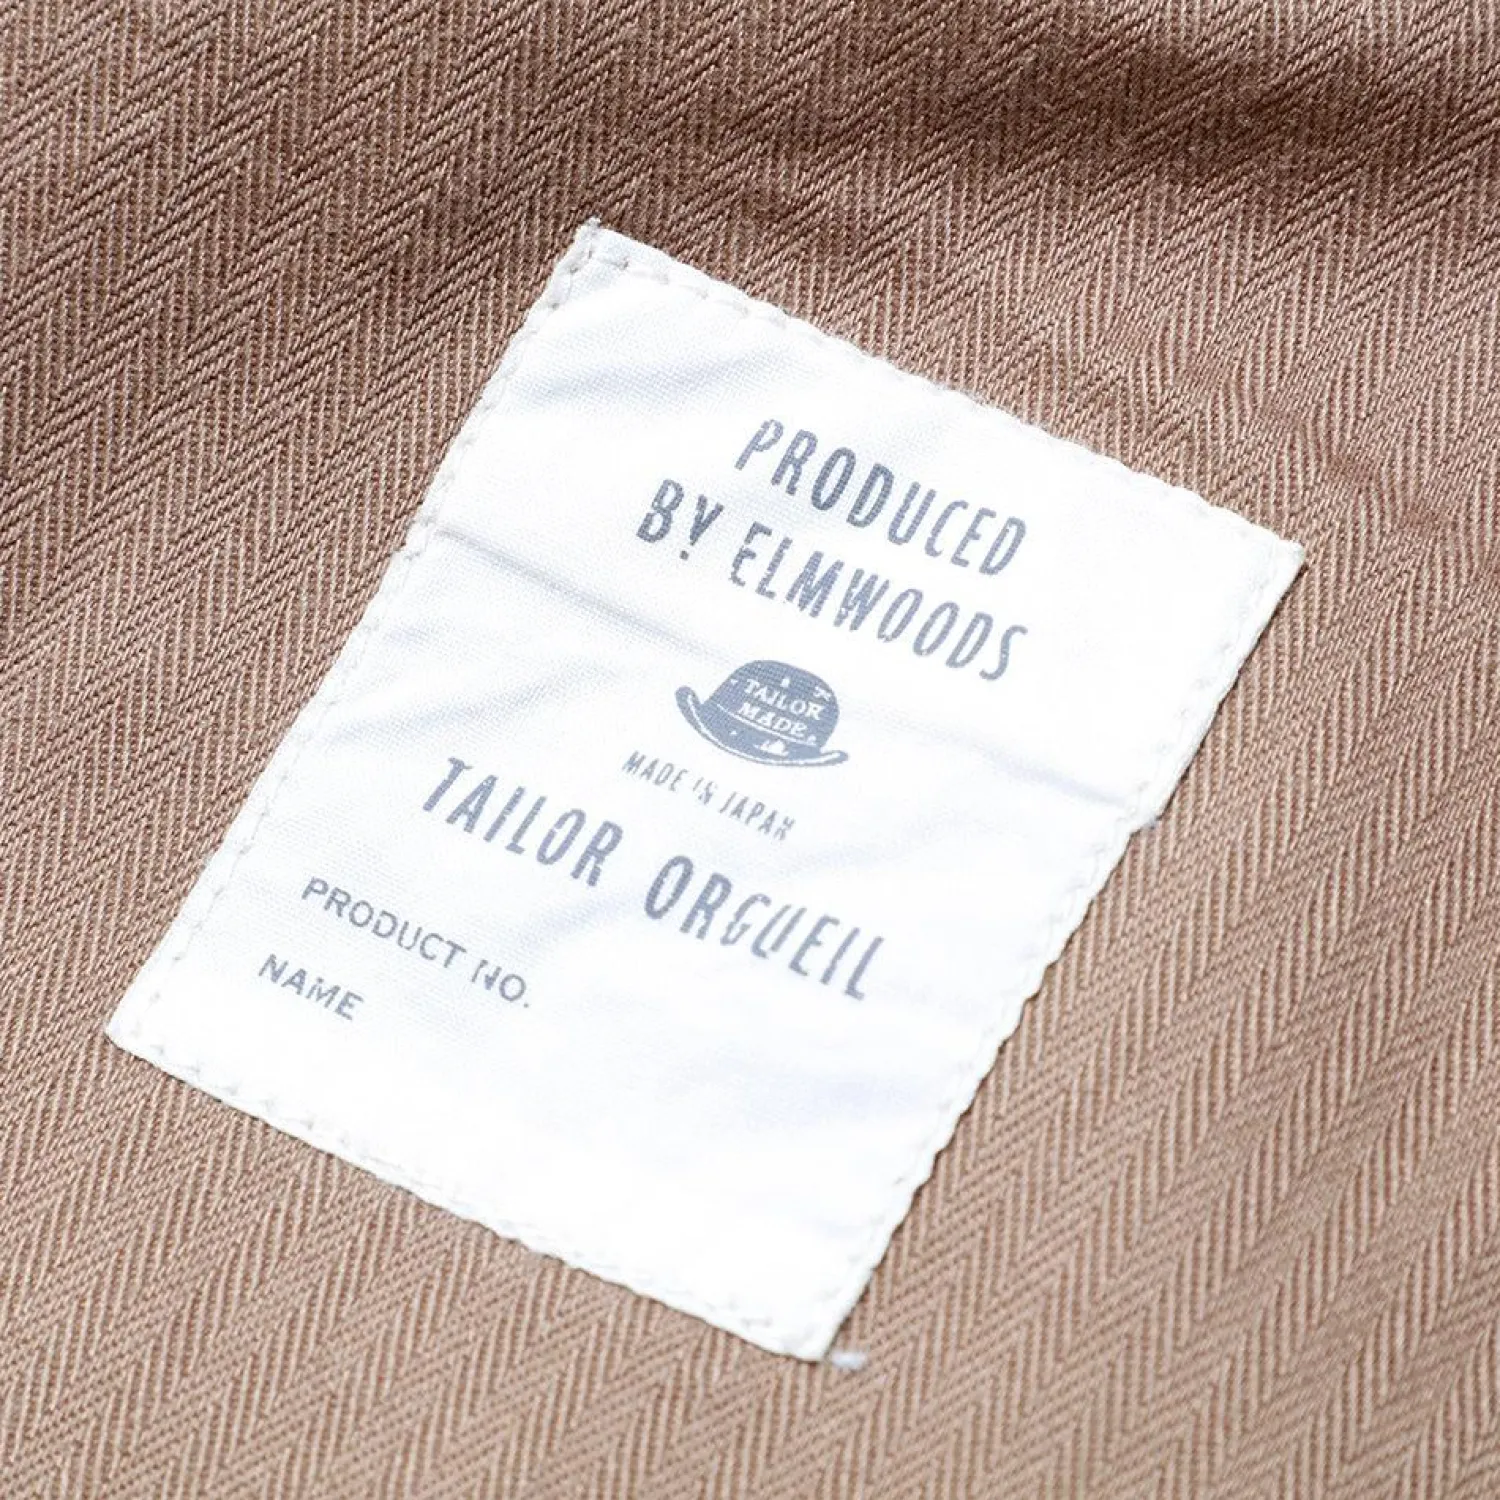 PRODUCED
BY ELMWOODS
TAILOR
MADE
MADE IN JAPAN
TAILOR ORGUEIL
PRODUCT NO.
NAME